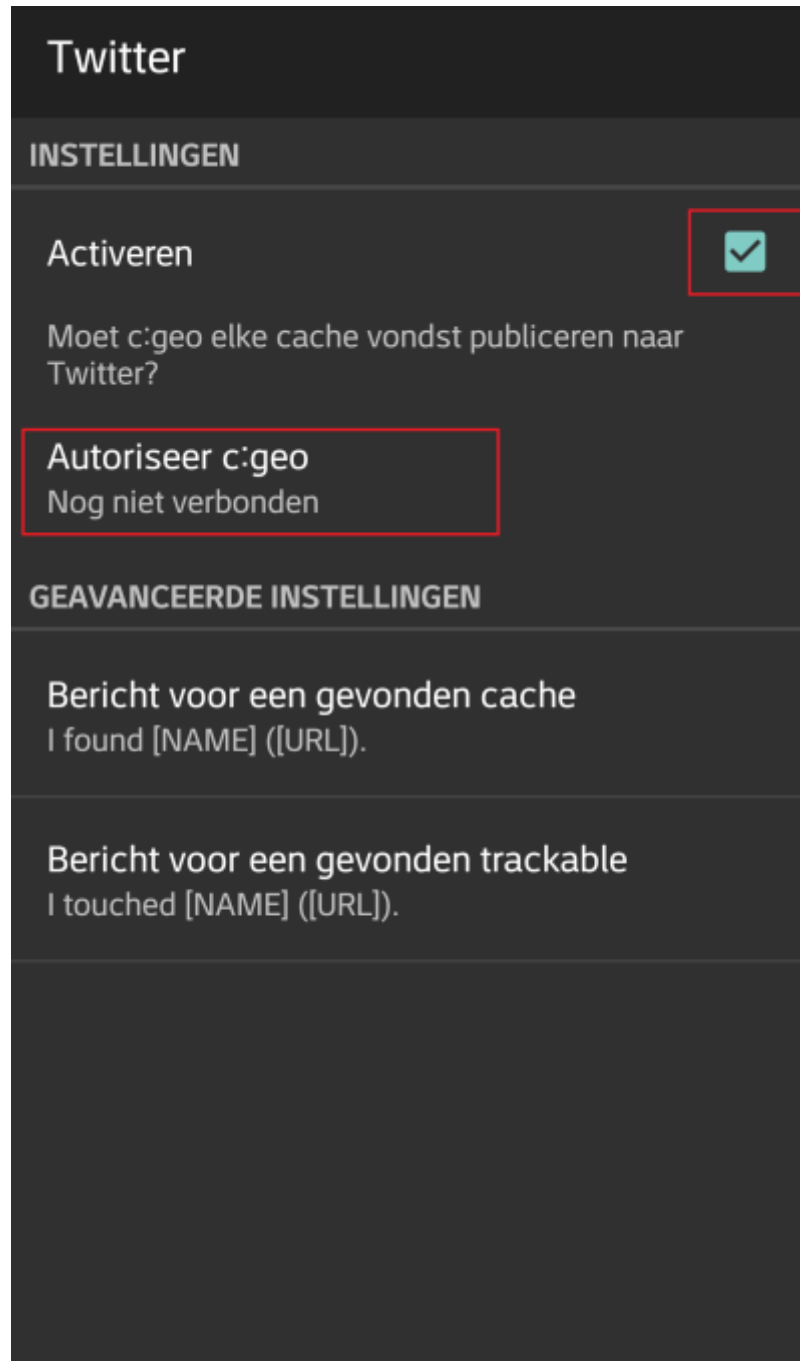 Twitter
INSTELLINGEN
Activeren
Moet c:geo elke cache vondst publiceren naar
Twitter?
Autoriseer c:geo
Nog niet verbonden
GEAVANCEERDE INSTELLINGEN
Bericht voor een gevonden cache
I found [NAME] ([URL]).
Bericht voor een gevonden trackable
I touched [NAME] ([URL]).